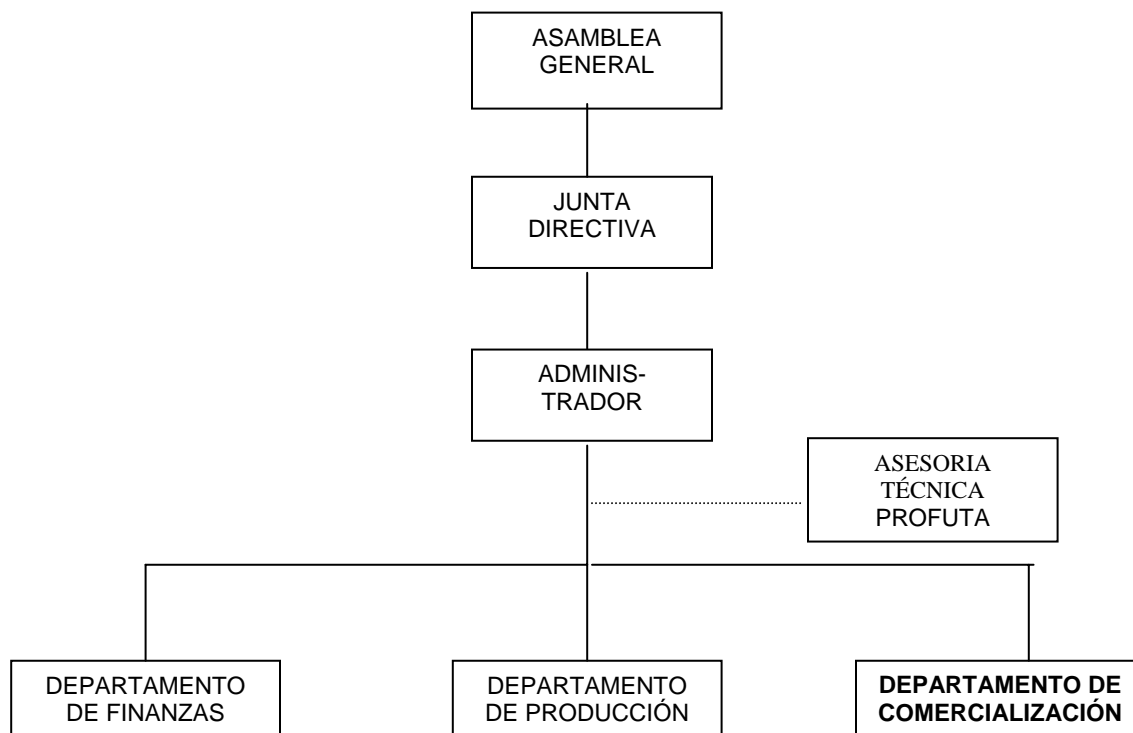 ASAMBLEA
GENERAL
JUNTA
DIRECTIVA
ADMINIS-
TRADOR
ASESORIA
TÉCNICA
PROFUTA
DEPARTAMENTO
DE FINANZAS
DEPARTAMENTO
DE PRODUCCIÓN
DEPARTAMENTO DE
COMERCIALIZACIÓN